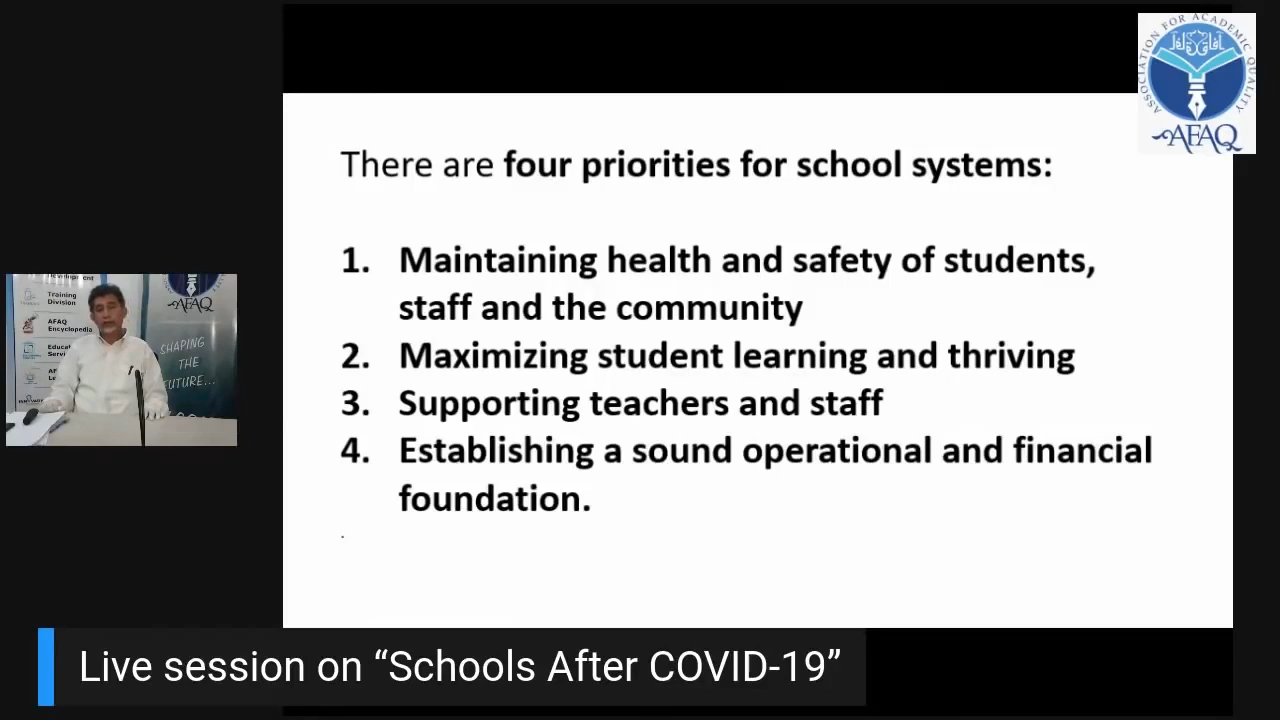 There are four priorities for school systems:
1. Maintaining health and safety of students,
staff and the community
2. Maximizing student learning and thriving
3. Supporting teachers and staff
4. Establishing a sound operational and financial
foundation.
ASSOCIATION FOR ACADEMIC QUALITY
AFAQ
Training
Division
AFAQ
Encyclopedia
AFAQ
SHAPING
THE
FUTURE...
Live session on “Schools After COVID-19”